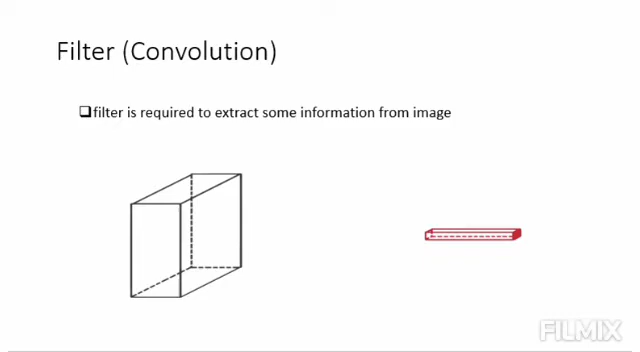 Filter (Convolution)
❑filter is required to extract some information from image
FILMIX